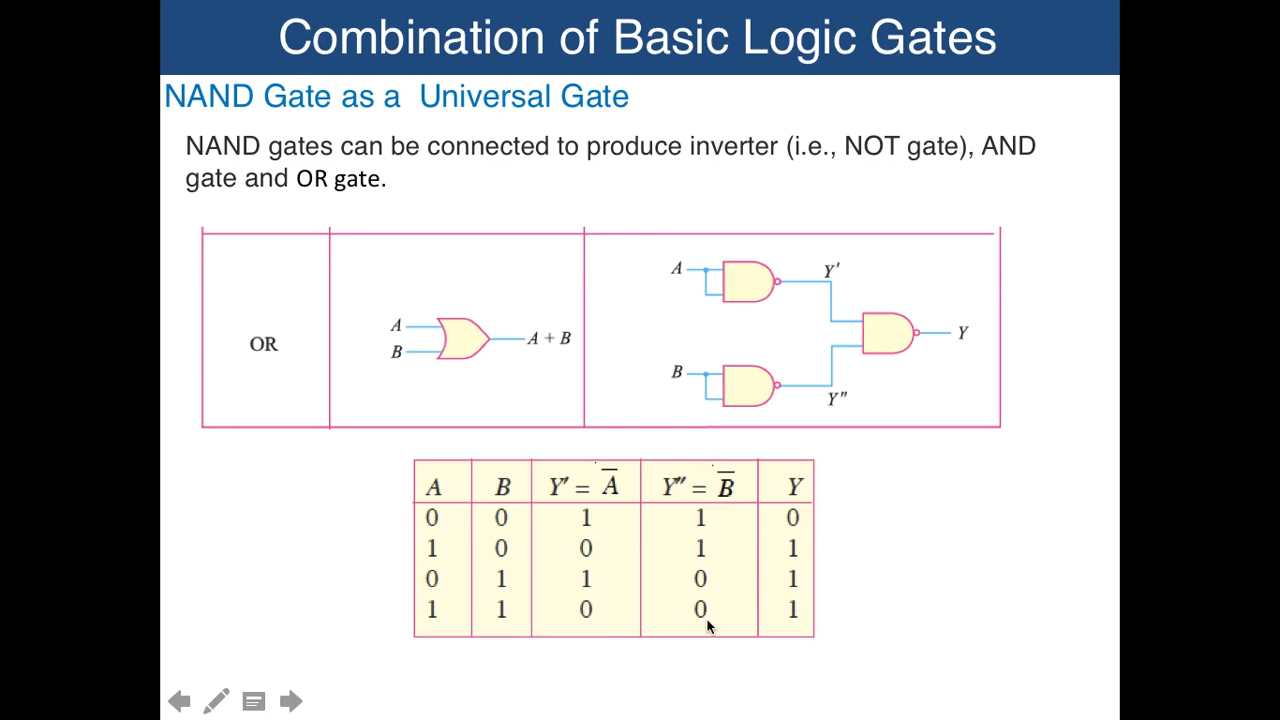 Combination of Basic Logic Gates
NAND Gate as a Universal Gate
NAND gates can be connected to produce inverter (i.e., NOT gate), AND
gate and OR gate.
OR
A
B
A + B
A
Y'
B
Y"
Y
A B Y' = A̅ Y" = B̅ Y
0 0 1 1 0
1 0 0 1 1
0 1 1 0 1
1 1 0 0 1